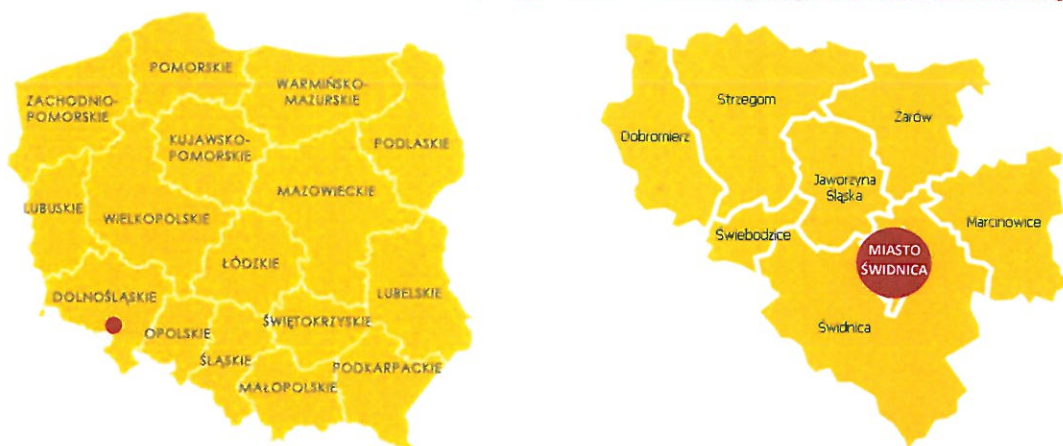 POMORSKIE
WARMIŃSKO-
MAZURSKIE
ZACHODNIO-
POMORSKIE
KUJAWSKO-
POMORSKIE
PODLASKIE
MAZOWIECKIE
LUBUSKIE
WIELKOPOLSKIE
ŁÓDZKIE
DOLNOŚLĄSKIE
LUBELSKIE
OPOLSKIE
ŚWIĘTOKRZYSKIE
ŚLĄSKIE
PODKARPACKIE
MAŁOPOLSKIE
Strzegom
Żarów
Dobromierz
Jaworzyna
Śląska
Marcinowice
Świebodzice
MIASTO
ŚWIDNICA
Świdnica